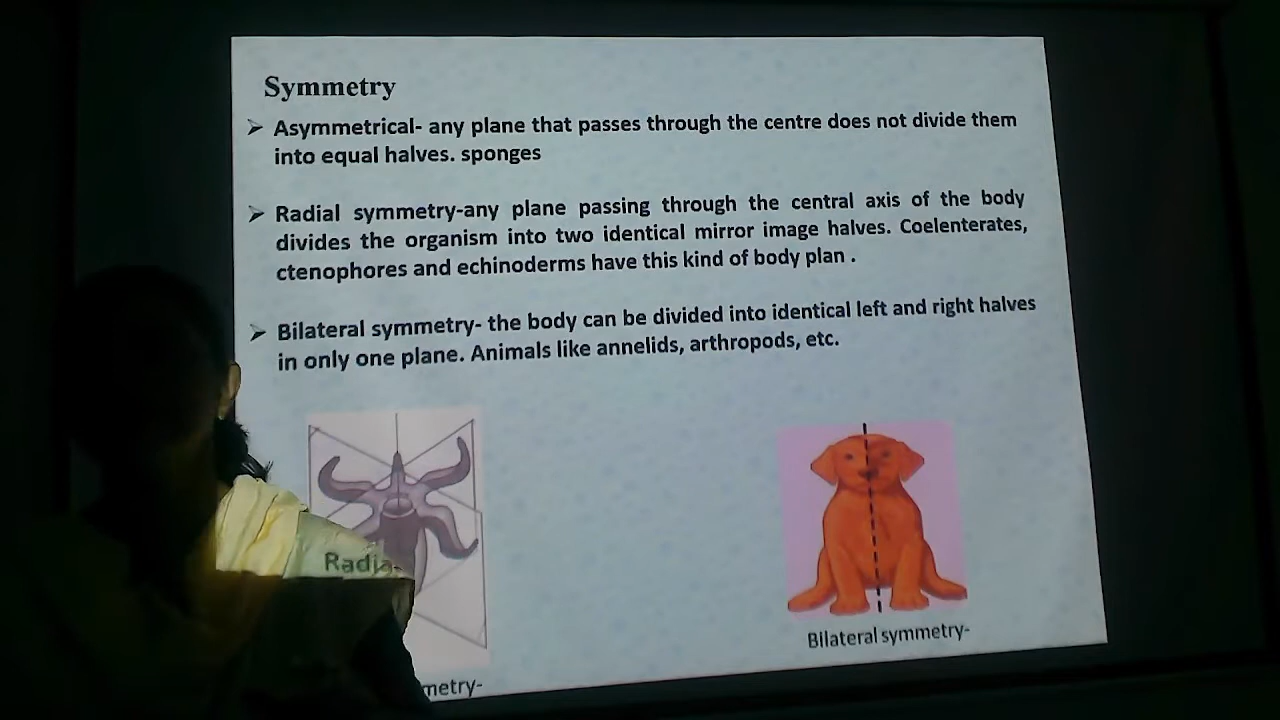 Symmetry
➢ Asymmetrical- any plane that passes through the centre does not divide them
into equal halves. sponges
➢ Radial symmetry-any plane passing through the central axis of the body
divides the organism into two identical mirror image halves. Coelenterates,
ctenophores and echinoderms have this kind of body plan .
➢ Bilateral symmetry- the body can be divided into identical left and right halves
in only one plane. Animals like annelids, arthropods, etc.
Bilateral symmetry-